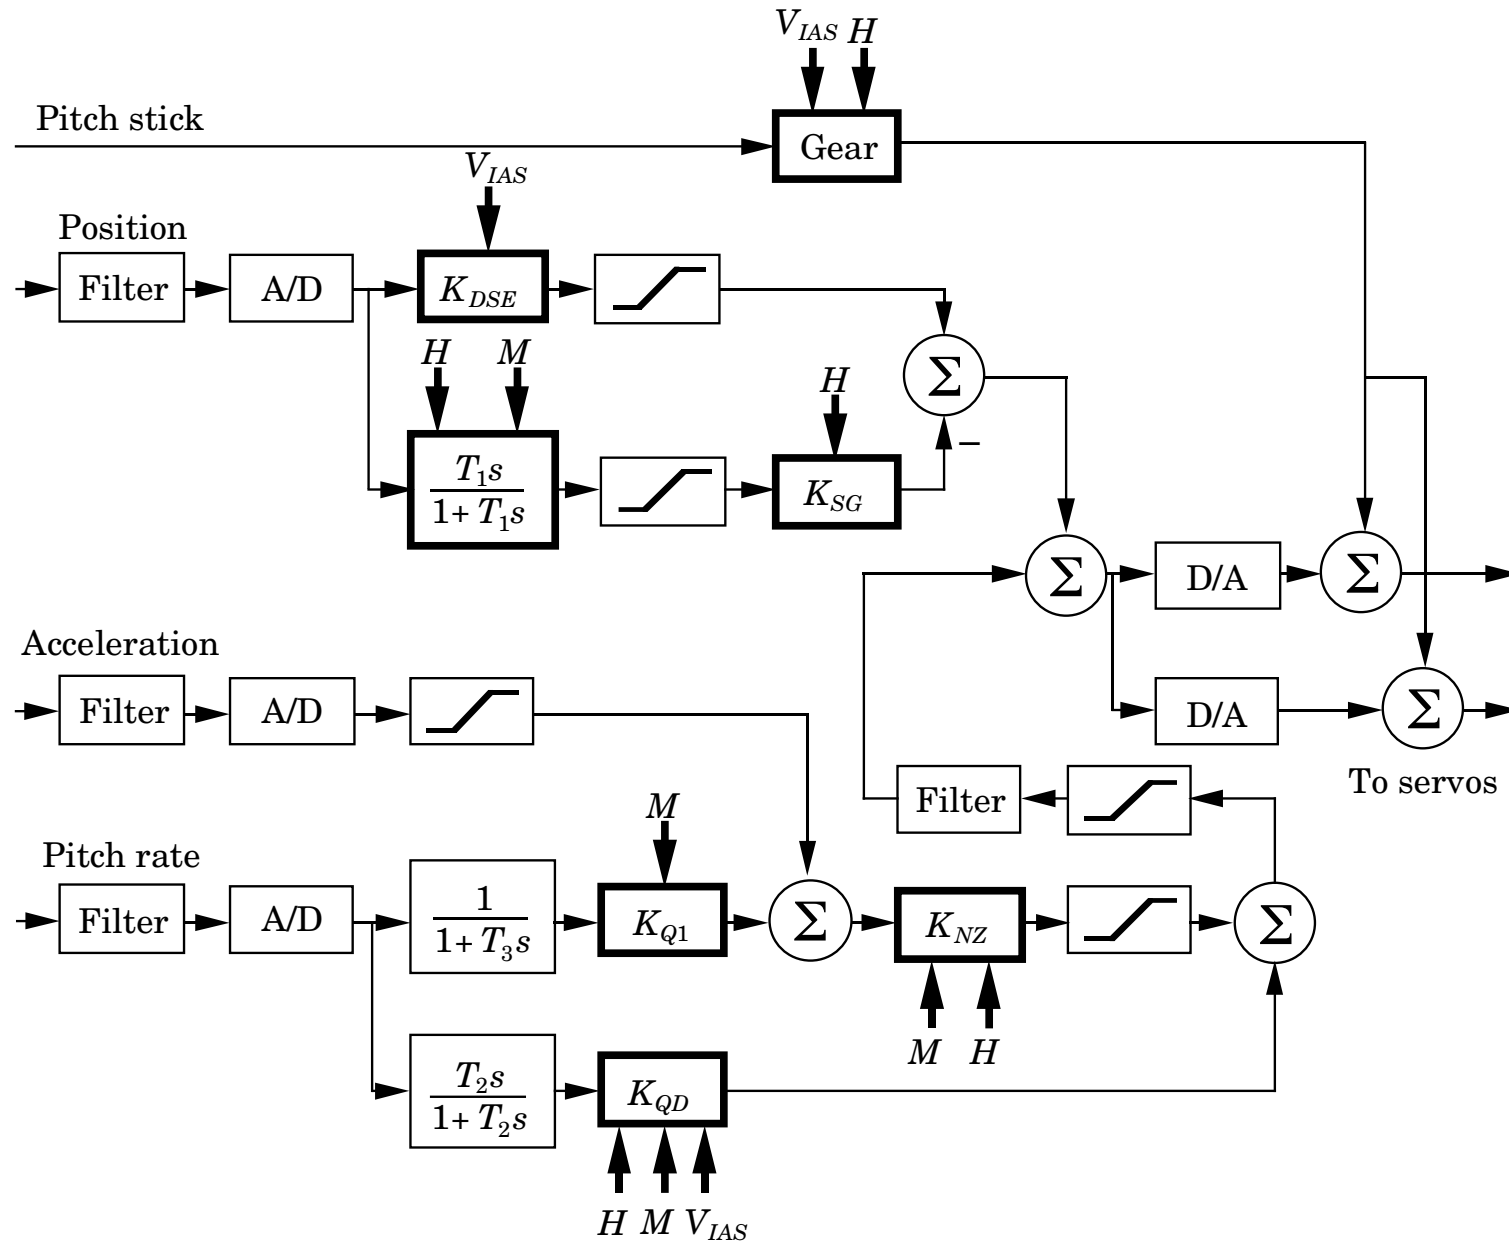 V_IAS H
Pitch stick
Gear
V_IAS
Position
Filter A/D K_DSE
Σ
H M
H
T_1s
1+ T_1s
K_SG
−
Σ D/A Σ
Acceleration
Filter A/D
D/A Σ
To servos
Filter
M
Pitch rate
Filter A/D
1
1+ T_3s
K_Q1 Σ K_NZ Σ
M H
T_2s
1+ T_2s
K_QD
H M V_IAS